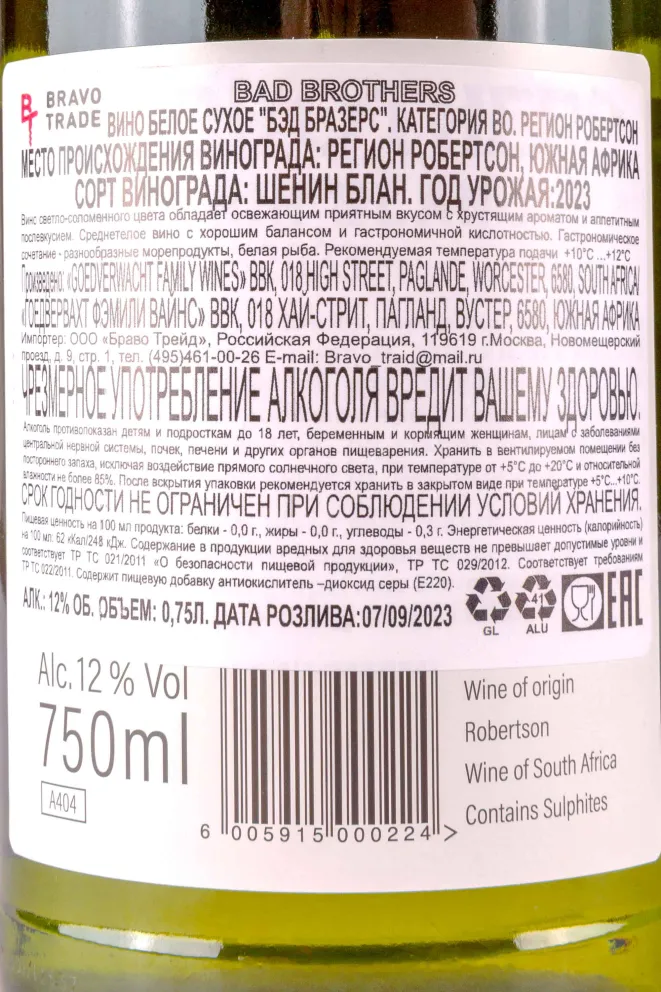 BRAVO
TRADE
BAD BROTHERS
ВИНО БЕЛОЕ СУХОЕ "БЭД БРАЗЕРС". КАТЕГОРИЯ ВО. РЕГИОН РОБЕРТСОН
МЕСТО ПРОИСХОЖДЕНИЯ ВИНОГРАДА: РЕГИОН РОБЕРТСОН, ЮЖНАЯ АФРИКА
СОРТ ВИНОГРАДА: ШЕНИН БЛАН. ГОД УРОЖАЯ:2023
Вино светло-соломенного цвета обладает освежающим приятным вкусом с хрустящим ароматом и аппетитным
послевкусием. Среднетелое вино с хорошим балансом и гастрономичной кислотностью. Гастрономическое
сочетание - разнообразные морепродукты, белая рыба. Рекомендуемая температура подачи +10°С ...+12°С
Произведено: «GOEDVERWACHT FAMILY WINES» BBK, 018,HIGH STREET, PAGLANDE, WORCESTER, 6580, SOUTH AFRICA/
«ГОЕДВЕРВАХТ ФЭМИЛИ ВАЙНС» ВВК, 018 ХАЙ-СТРИТ, ПАГЛАНД, ВУСТЕР, 6580, ЮЖНАЯ АФРИКА
Импортер: ООО «Браво Трейд», Российская Федерация, 119619 г.Москва, Новомещерский
проезд, д. 9, стр. 1, тел. (495)461-00-26 E-mail: Bravo_traid@mail.ru
ЧРЕЗМЕРНОЕ УПОТРЕБЛЕНИЕ АЛКОГОЛЯ ВРЕДИТ ВАШЕМУ ЗДОРОВЬЮ.
Алкоголь противопоказан детям и подросткам до 18 лет, беременным и кормящим женщинам, лицам с заболеваниями
центральной нервной системы, почек, печени и других органов пищеварения. Хранить в вентилируемом помещении без
постороннего запаха, исключая воздействие прямого солнечного света, при температуре от +5°С до +20°С и относительной
влажности не более 85%. После вскрытия упаковки рекомендуется хранить в закрытом виде при температуре +5°С...+10°С.
СРОК ГОДНОСТИ НЕ ОГРАНИЧЕН ПРИ СОБЛЮДЕНИИ УСЛОВИЙ ХРАНЕНИЯ.
Пищевая ценность на 100 мл продукта: белки - 0,0 г., жиры - 0,0 г., углеводы - 0,3 г. Энергетическая ценность (калорийность)
на 100 мл: 62 кКал/248 кДж. Содержание в продукции вредных для здоровья веществ не превышает допустимые уровни и
соответствует ТР ТС 021/2011 «О безопасности пищевой продукции», ТР ТС 029/2012. Соответствует требованиям
ТР ТС 022/2011. Содержит пищевую добавку антиокислитель –диоксид серы (Е220).
АЛК.: 12% ОБ. ОБЪЕМ: 0,75Л. ДАТА РОЗЛИВА:07/09/2023
GL
41
ALU
EAC
Alc.12 % Vol
750ml
A404
6 005915 000224 >
Wine of origin
Robertson
Wine of South Africa
Contains Sulphites